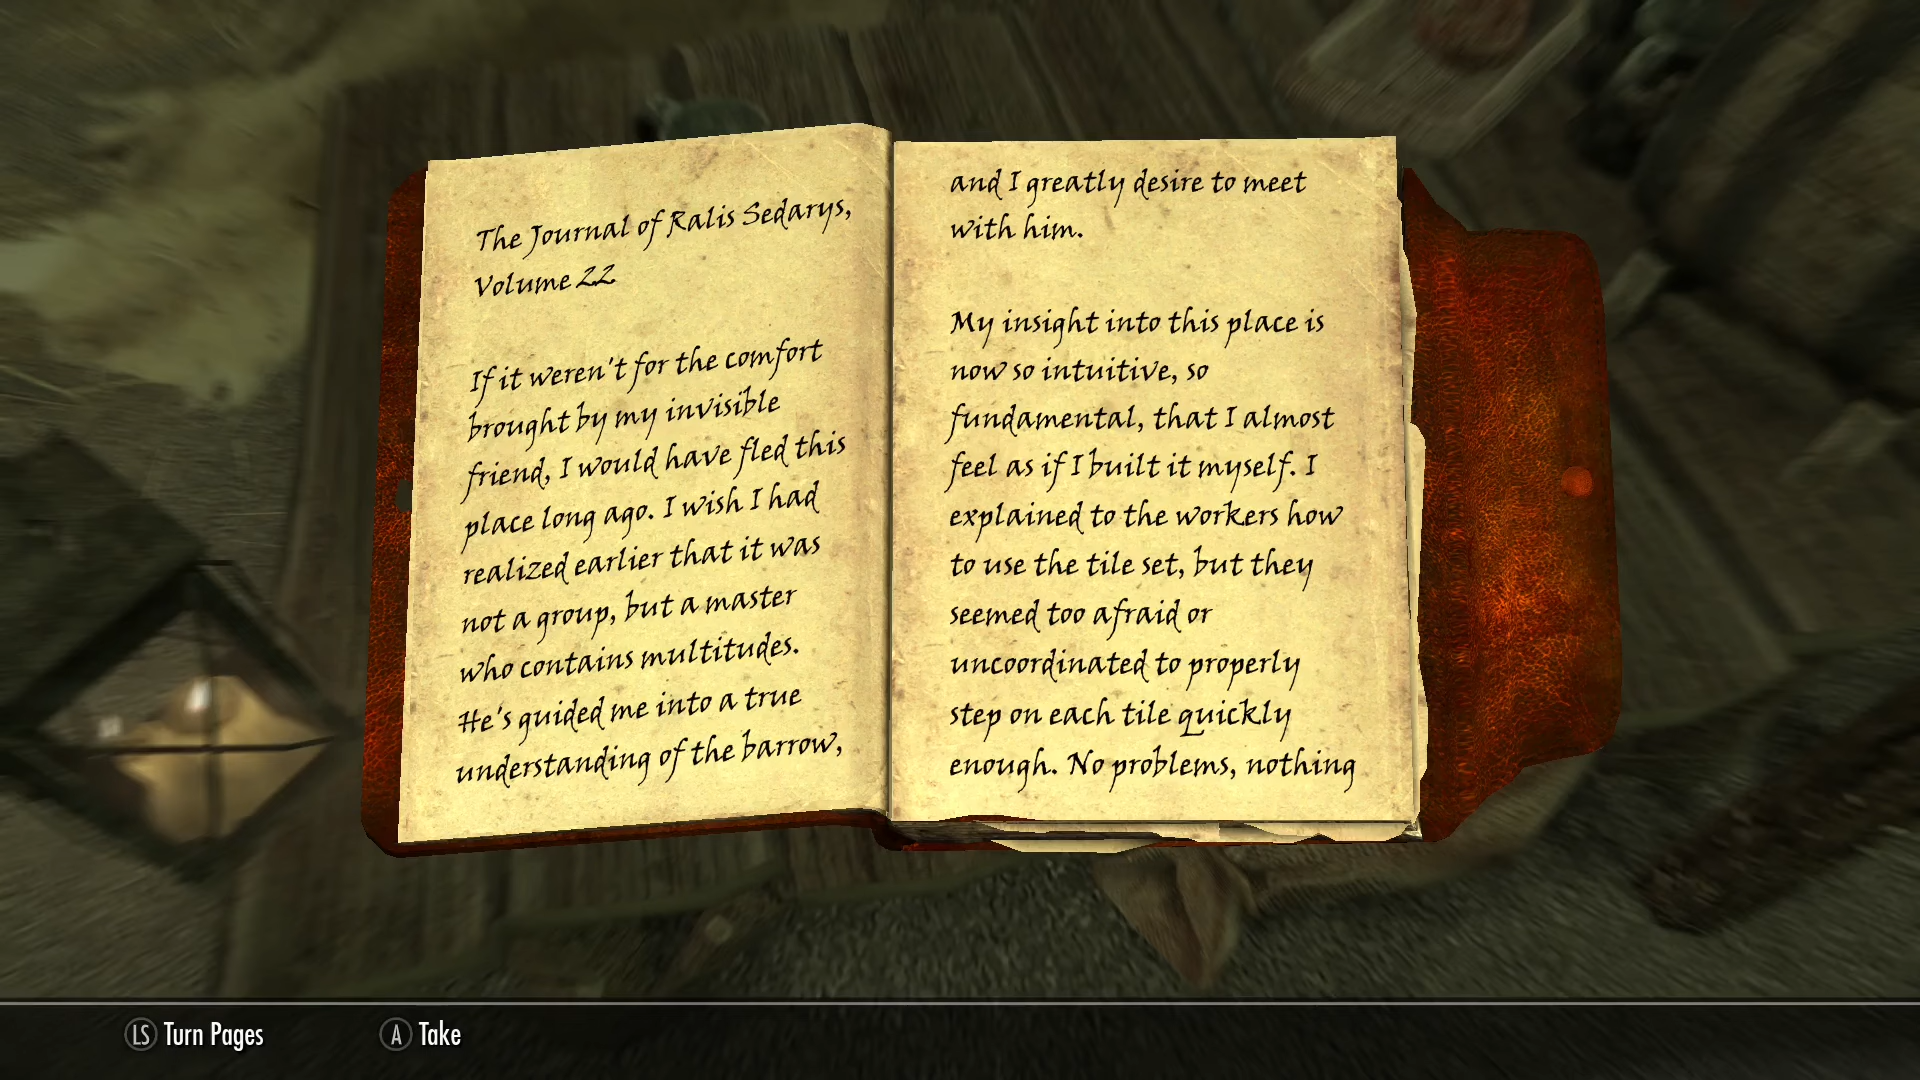 The Journal of Ralis Sedarys,
Volume 22
If it weren't for the comfort
brought by my invisible
friend, I would have fled this
place long ago. I wish I had
realized earlier that it was
not a group, but a master
who contains multitudes.
He's guided me into a true
understanding of the barrow,
and I greatly desire to meet
with him.
My insight into this place is
now so intuitive, so
fundamental, that I almost
feel as if I built it myself. I
explained to the workers how
to use the tile set, but they
seemed too afraid or
uncoordinated to properly
step on each tile quickly
enough. No problems, nothing
LS Turn Pages
A Take